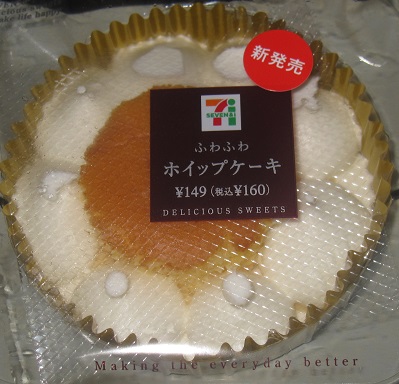 新発売
7i
SEVEN&i
ふわふわ
ホイップケーキ
¥149(税込¥160)
DELICIOUS SWEETS
Making the everyday better